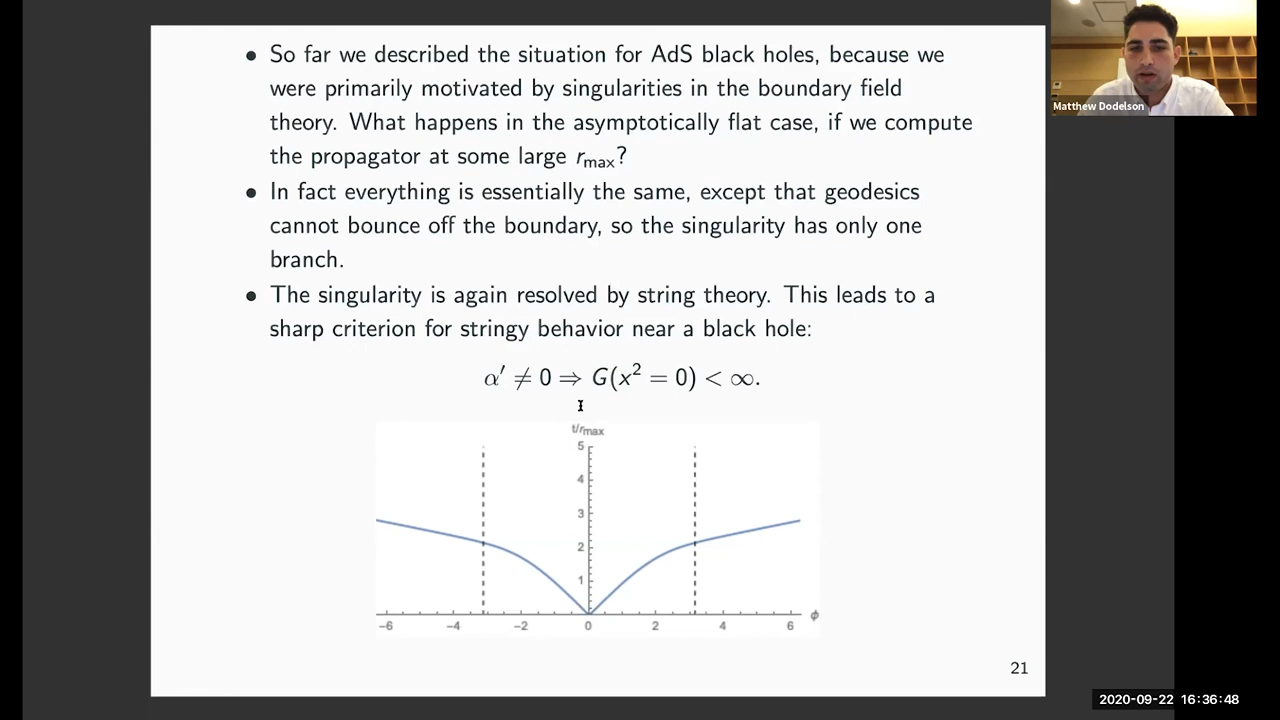 • So far we described the situation for AdS black holes, because we
were primarily motivated by singularities in the boundary field
theory. What happens in the asymptotically flat case, if we compute
the propagator at some large r_max?
• In fact everything is essentially the same, except that geodesics
cannot bounce off the boundary, so the singularity has only one
branch.
• The singularity is again resolved by string theory. This leads to a
sharp criterion for stringy behavior near a black hole:
α′ ≠ 0 ⇒ G(x² = 0) < ∞.
t/r_max
5
4
3
2
1
-6 -4 -2 0 2 4 6 ϕ
21
Matthew Dodelson
2020-09-22 16:36:48